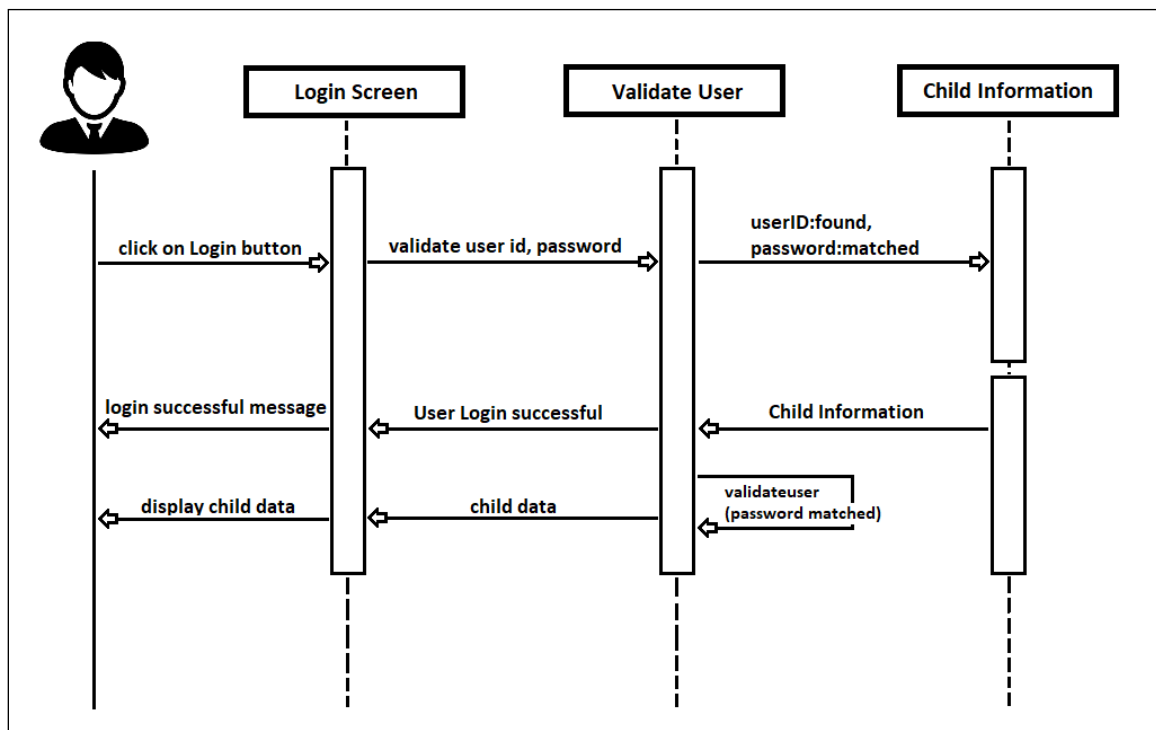 Login Screen
Validate User
Child Information
click on Login button
validate user id, password
userID:found,
password:matched
login successful message
User Login successful
Child Information
display child data
child data
validateuser
(password matched)